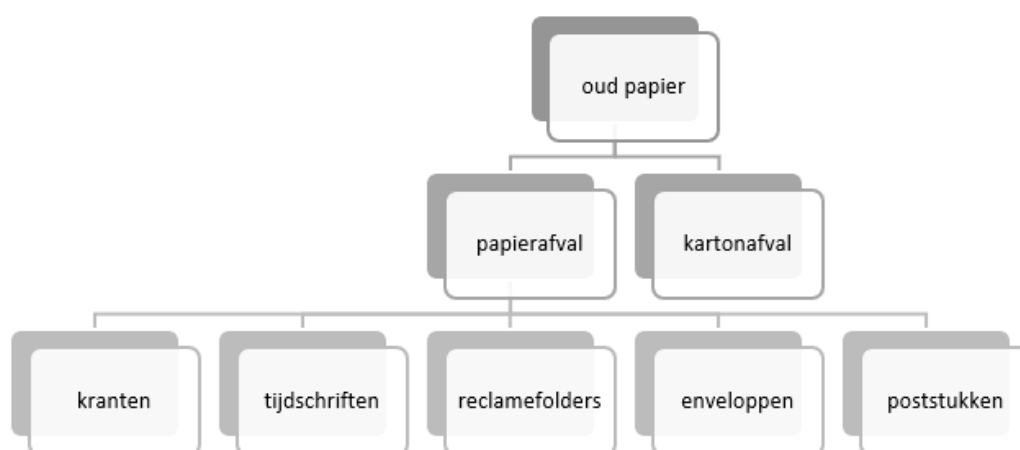 oud papier
papierafval
kartonafval
kranten
tijdschriften
reclamefolders
enveloppen
poststukken